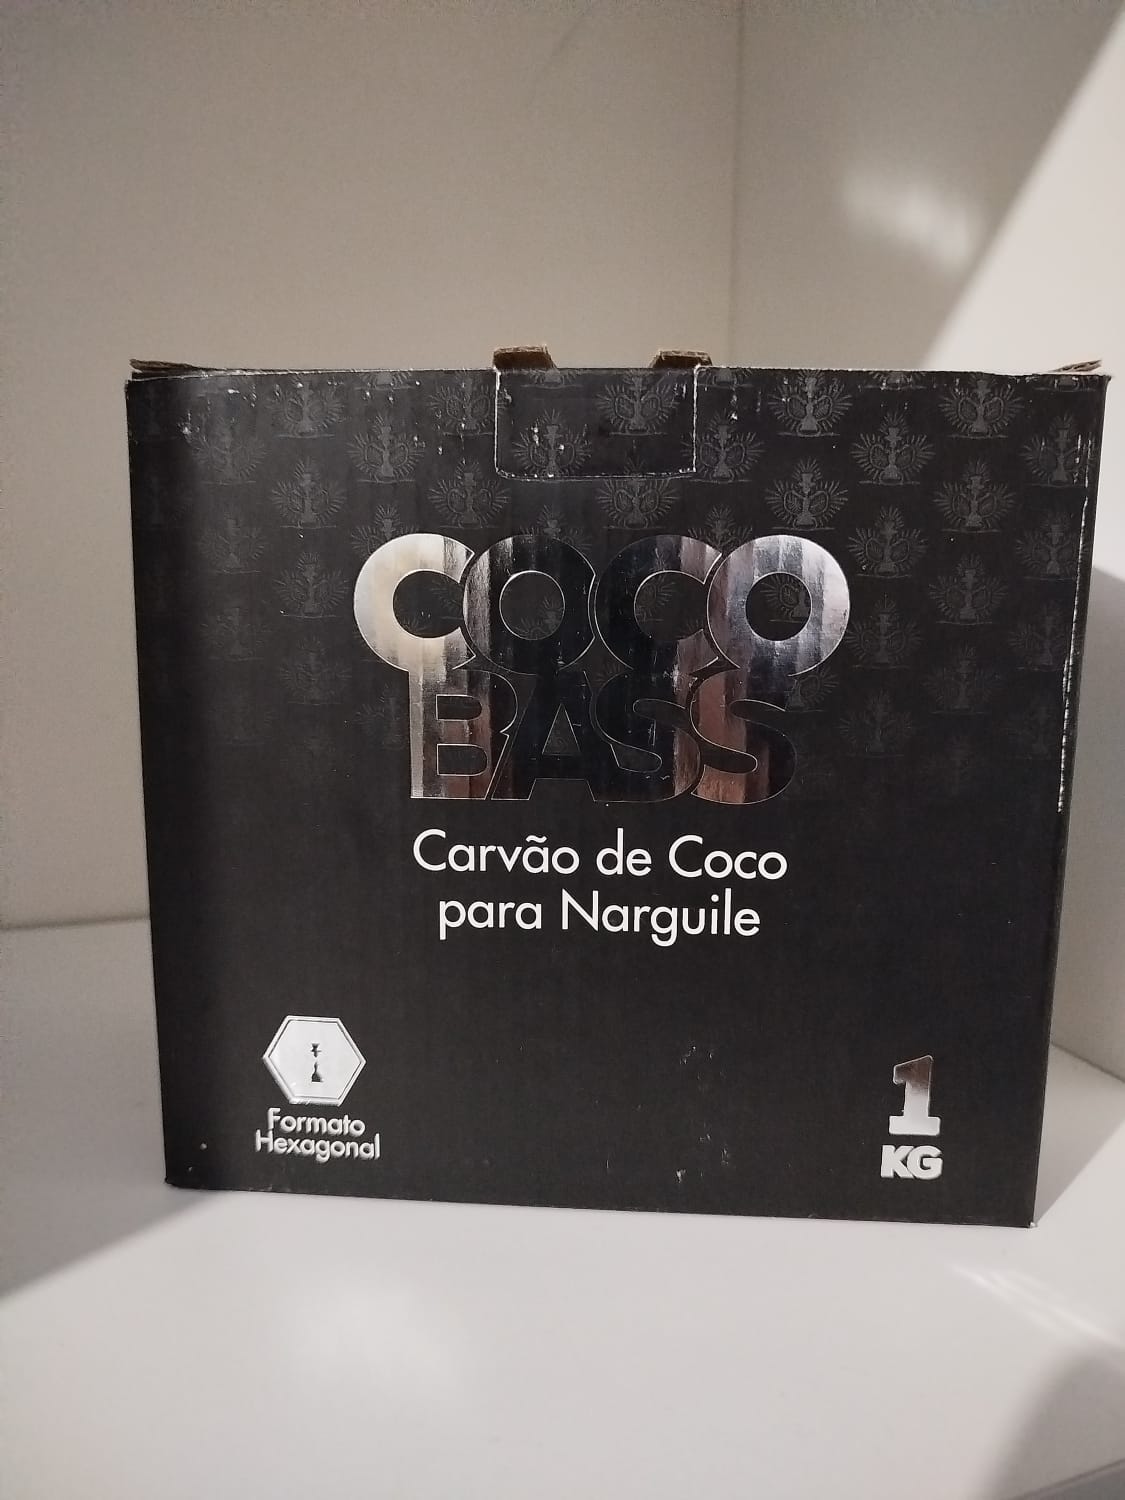 COCO
BASS
Carvão de Coco
para Narguile
Formato
Hexagonal
1
KG